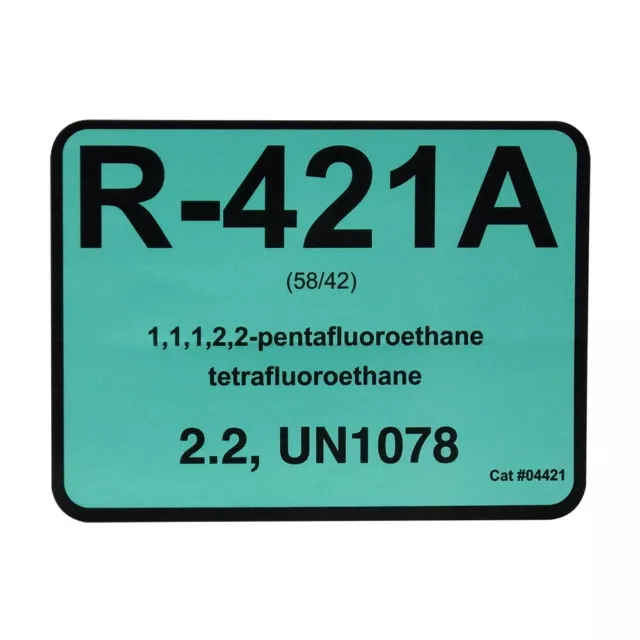 R-421A
(58/42)
1,1,1,2,2-pentafluoroethane
tetrafluoroethane
2.2, UN1078
Cat #04421